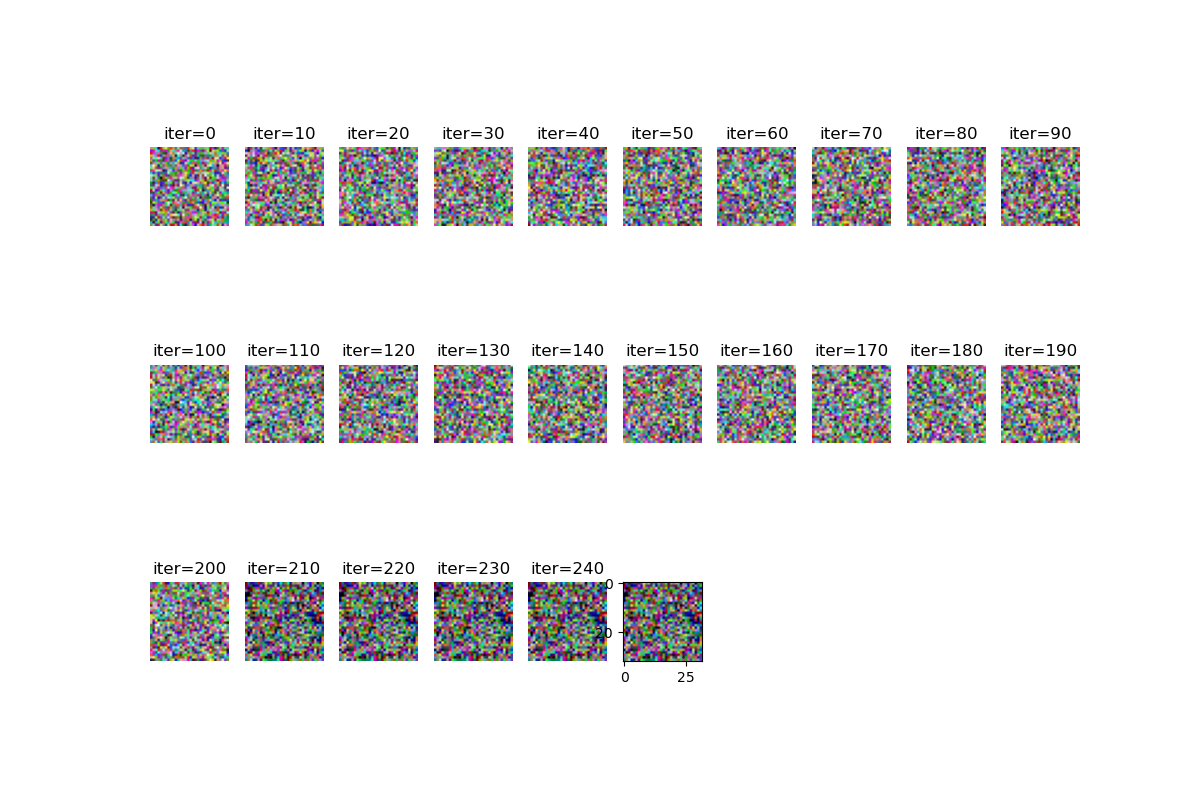 iter=0 iter=10 iter=20 iter=30 iter=40 iter=50 iter=60 iter=70 iter=80 iter=90
iter=100 iter=110 iter=120 iter=130 iter=140 iter=150 iter=160 iter=170 iter=180 iter=190
iter=200 iter=210 iter=220 iter=230 iter=240
0
20
0 25